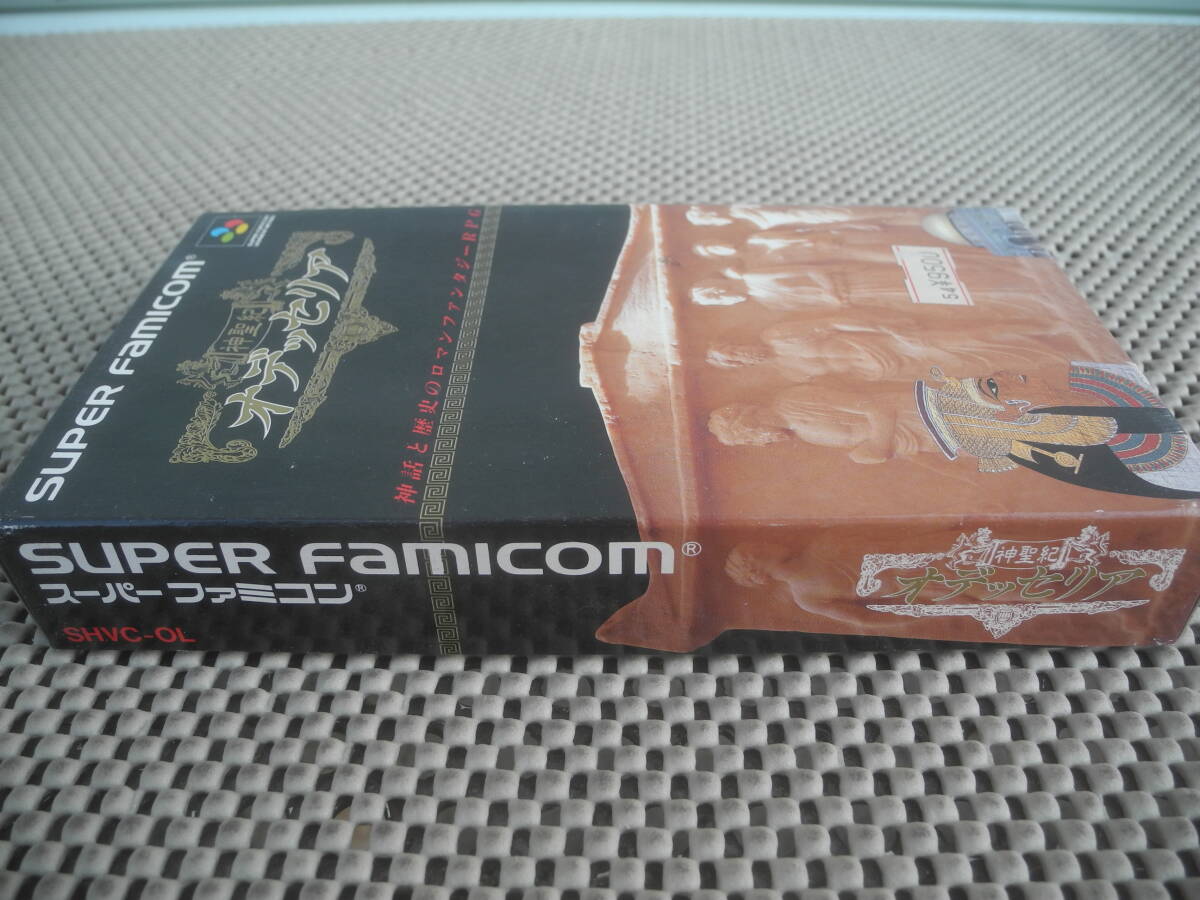 SUPER FAMICOM®
神聖紀
オデッセリア
神話と歴史のロマンファンタジーRPG
54¥9500
SUPER FAMICOM®
スーパーファミコン®
SHVC-OL
神聖紀
オデッセリア